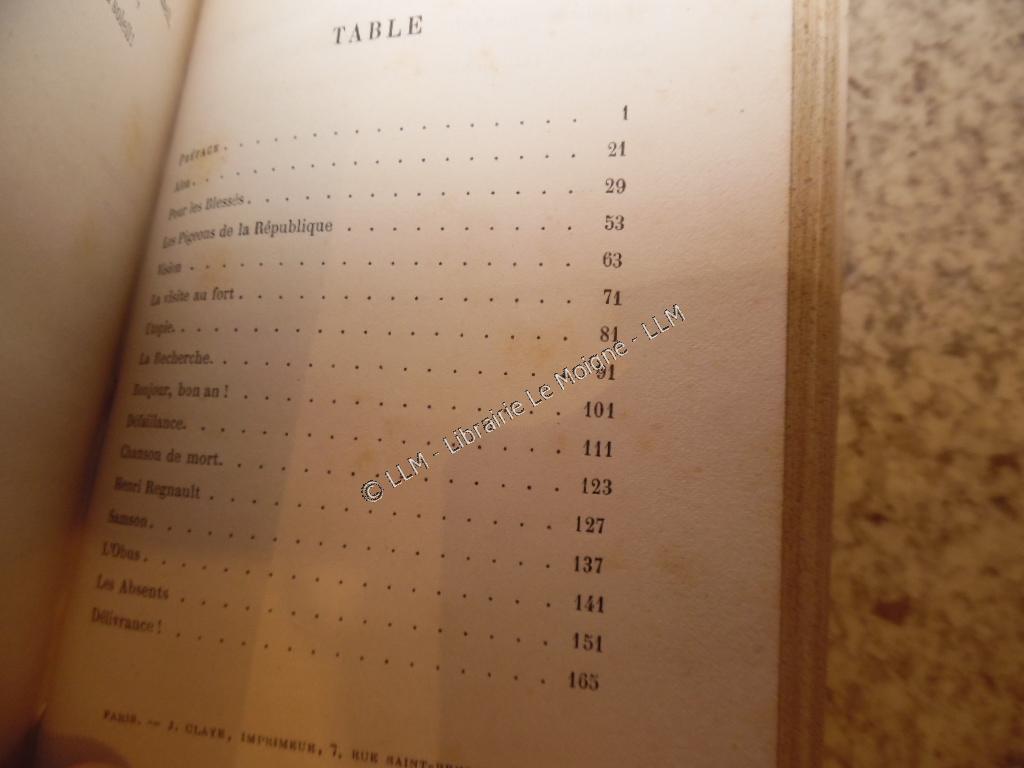 TABLE
PRÉFACE . . . . . . . . . . . . . . . 1
. . . . . . . . . . . . . . . . 21
Pour les Blessés . . . . . . . . . . . . . . 29
Les Pigeons de la République . . . . . . . . . . 53
Vision . . . . . . . . . . . . . . . . 63
La visite au fort . . . . . . . . . . . . . . 71
. . . . . . . . . . . . . . . . 81
La Recherche. . . . . . . . . . . . . . . 91
Bonjour, bon an ! . . . . . . . . . . . . . . 101
Défaillance. . . . . . . . . . . . . . . . 111
Chanson de mort. . . . . . . . . . . . . . . 123
Henri Regnault . . . . . . . . . . . . . . . 127
Samson. . . . . . . . . . . . . . . . . 137
L'Obus . . . . . . . . . . . . . . . . . 141
Les Absents . . . . . . . . . . . . . . . . 151
Délivrance ! . . . . . . . . . . . . . . . 165
PARIS. — J. CLAYE, IMPRIMEUR, 7, RUE
© LLM - Librairie Le Moigne - LLM